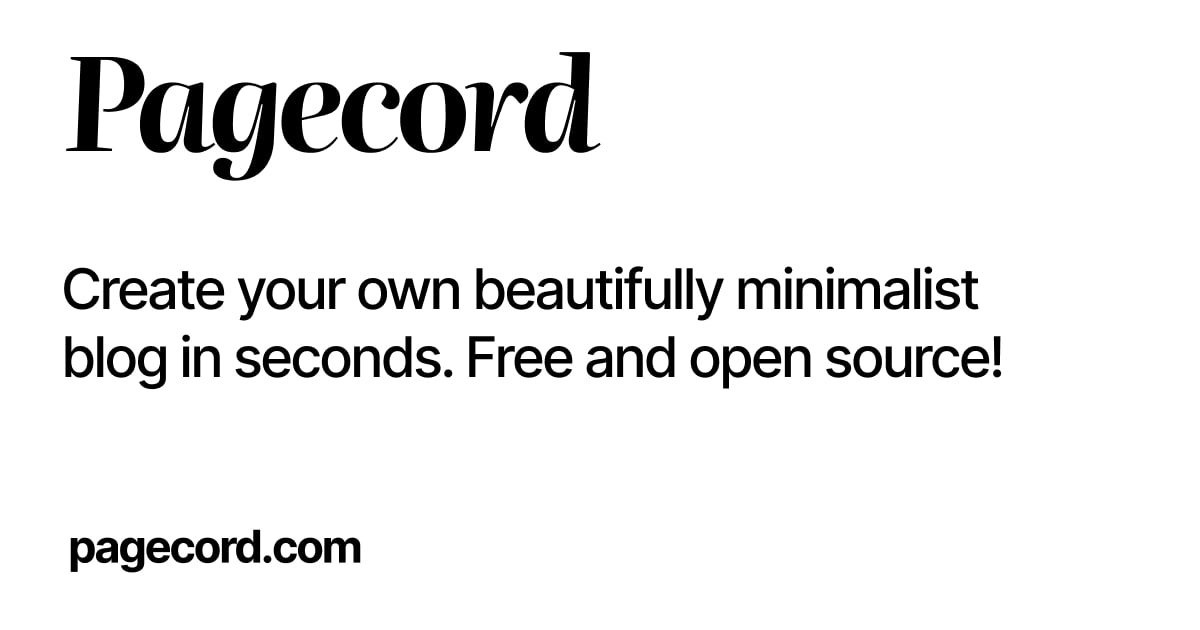 Pagecord
Create your own beautifully minimalist
blog in seconds. Free and open source!
pagecord.com